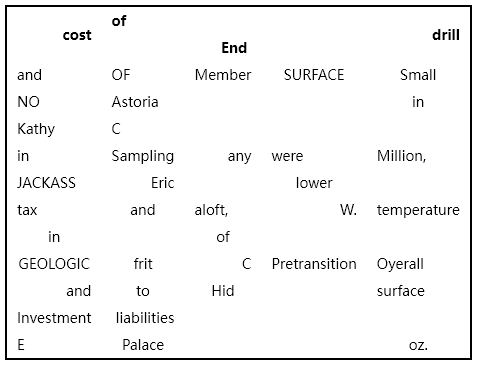 cost of End drill
and OF Member SURFACE Small
NO Astoria in
Kathy C
in Sampling any were Million,
JACKASS Eric lower
tax and aloft, W. temperature
in of
GEOLOGIC frit C Pretransition Oyerall
and to Hid surface
Investment liabilities
E Palace oz.